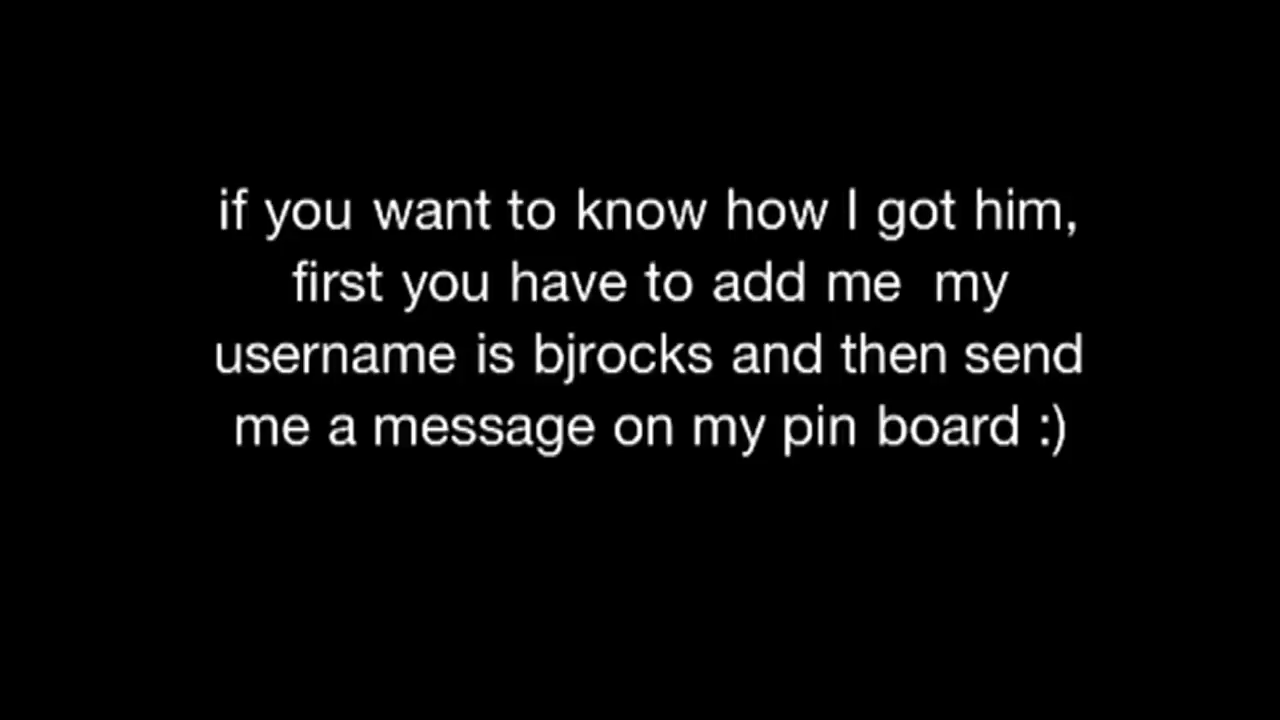 if you want to know how I got him,
first you have to add me  my
username is bjrocks and then send
me a message on my pin board :)